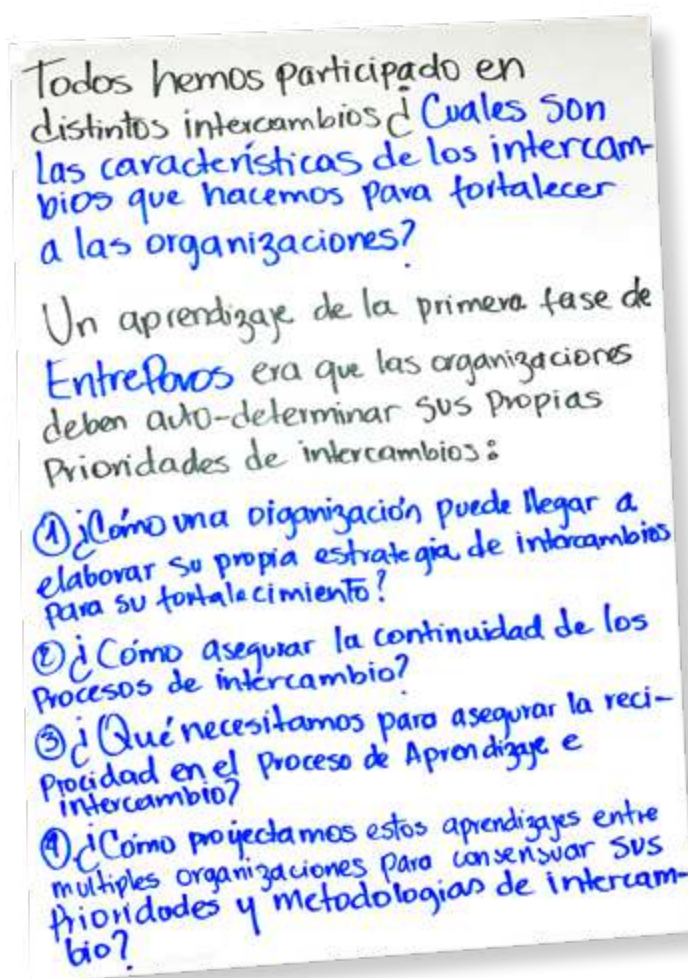 Todos hemos participado en
distintos intercambios ¿Cuales son
las características de los intercam-
bios que hacemos para fortalecer
a las organizaciones?
Un aprendizaje de la primera fase de
EntrePovos era que las organizaciones
deben auto-determinar sus propias
Prioridades de intercambios:
① ¿Cómo una organización puede llegar a
elaborar su propia estrategia de intercambios
para su fortalecimiento?
② ¿Cómo asegurar la continuidad de los
Procesos de intercambio?
③ ¿Qué necesitamos para asegurar la reci-
Procidad en el Proceso de Aprendizaje e
intercambio?
④ ¿Cómo proyectamos estos aprendizajes entre
multiples organizaciones para consensuar sus
Prioridades y metodologias de intercam-
bio?